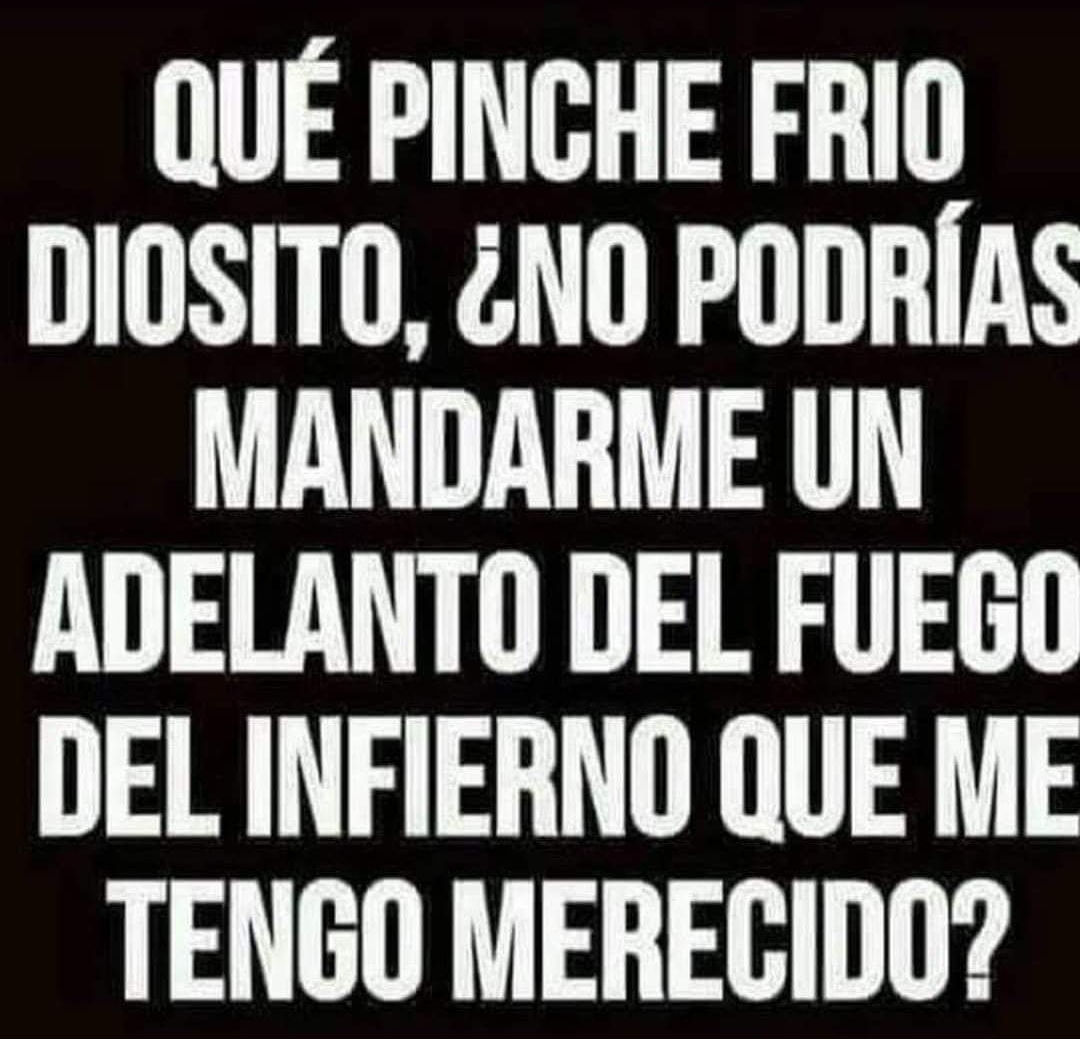 QUÉ PINCHE FRIO
DIOSITO, ¿NO PODRÍAS
MANDARME UN
ADELANTO DEL FUEGO
DEL INFIERNO QUE ME
TENGO MERECIDO?